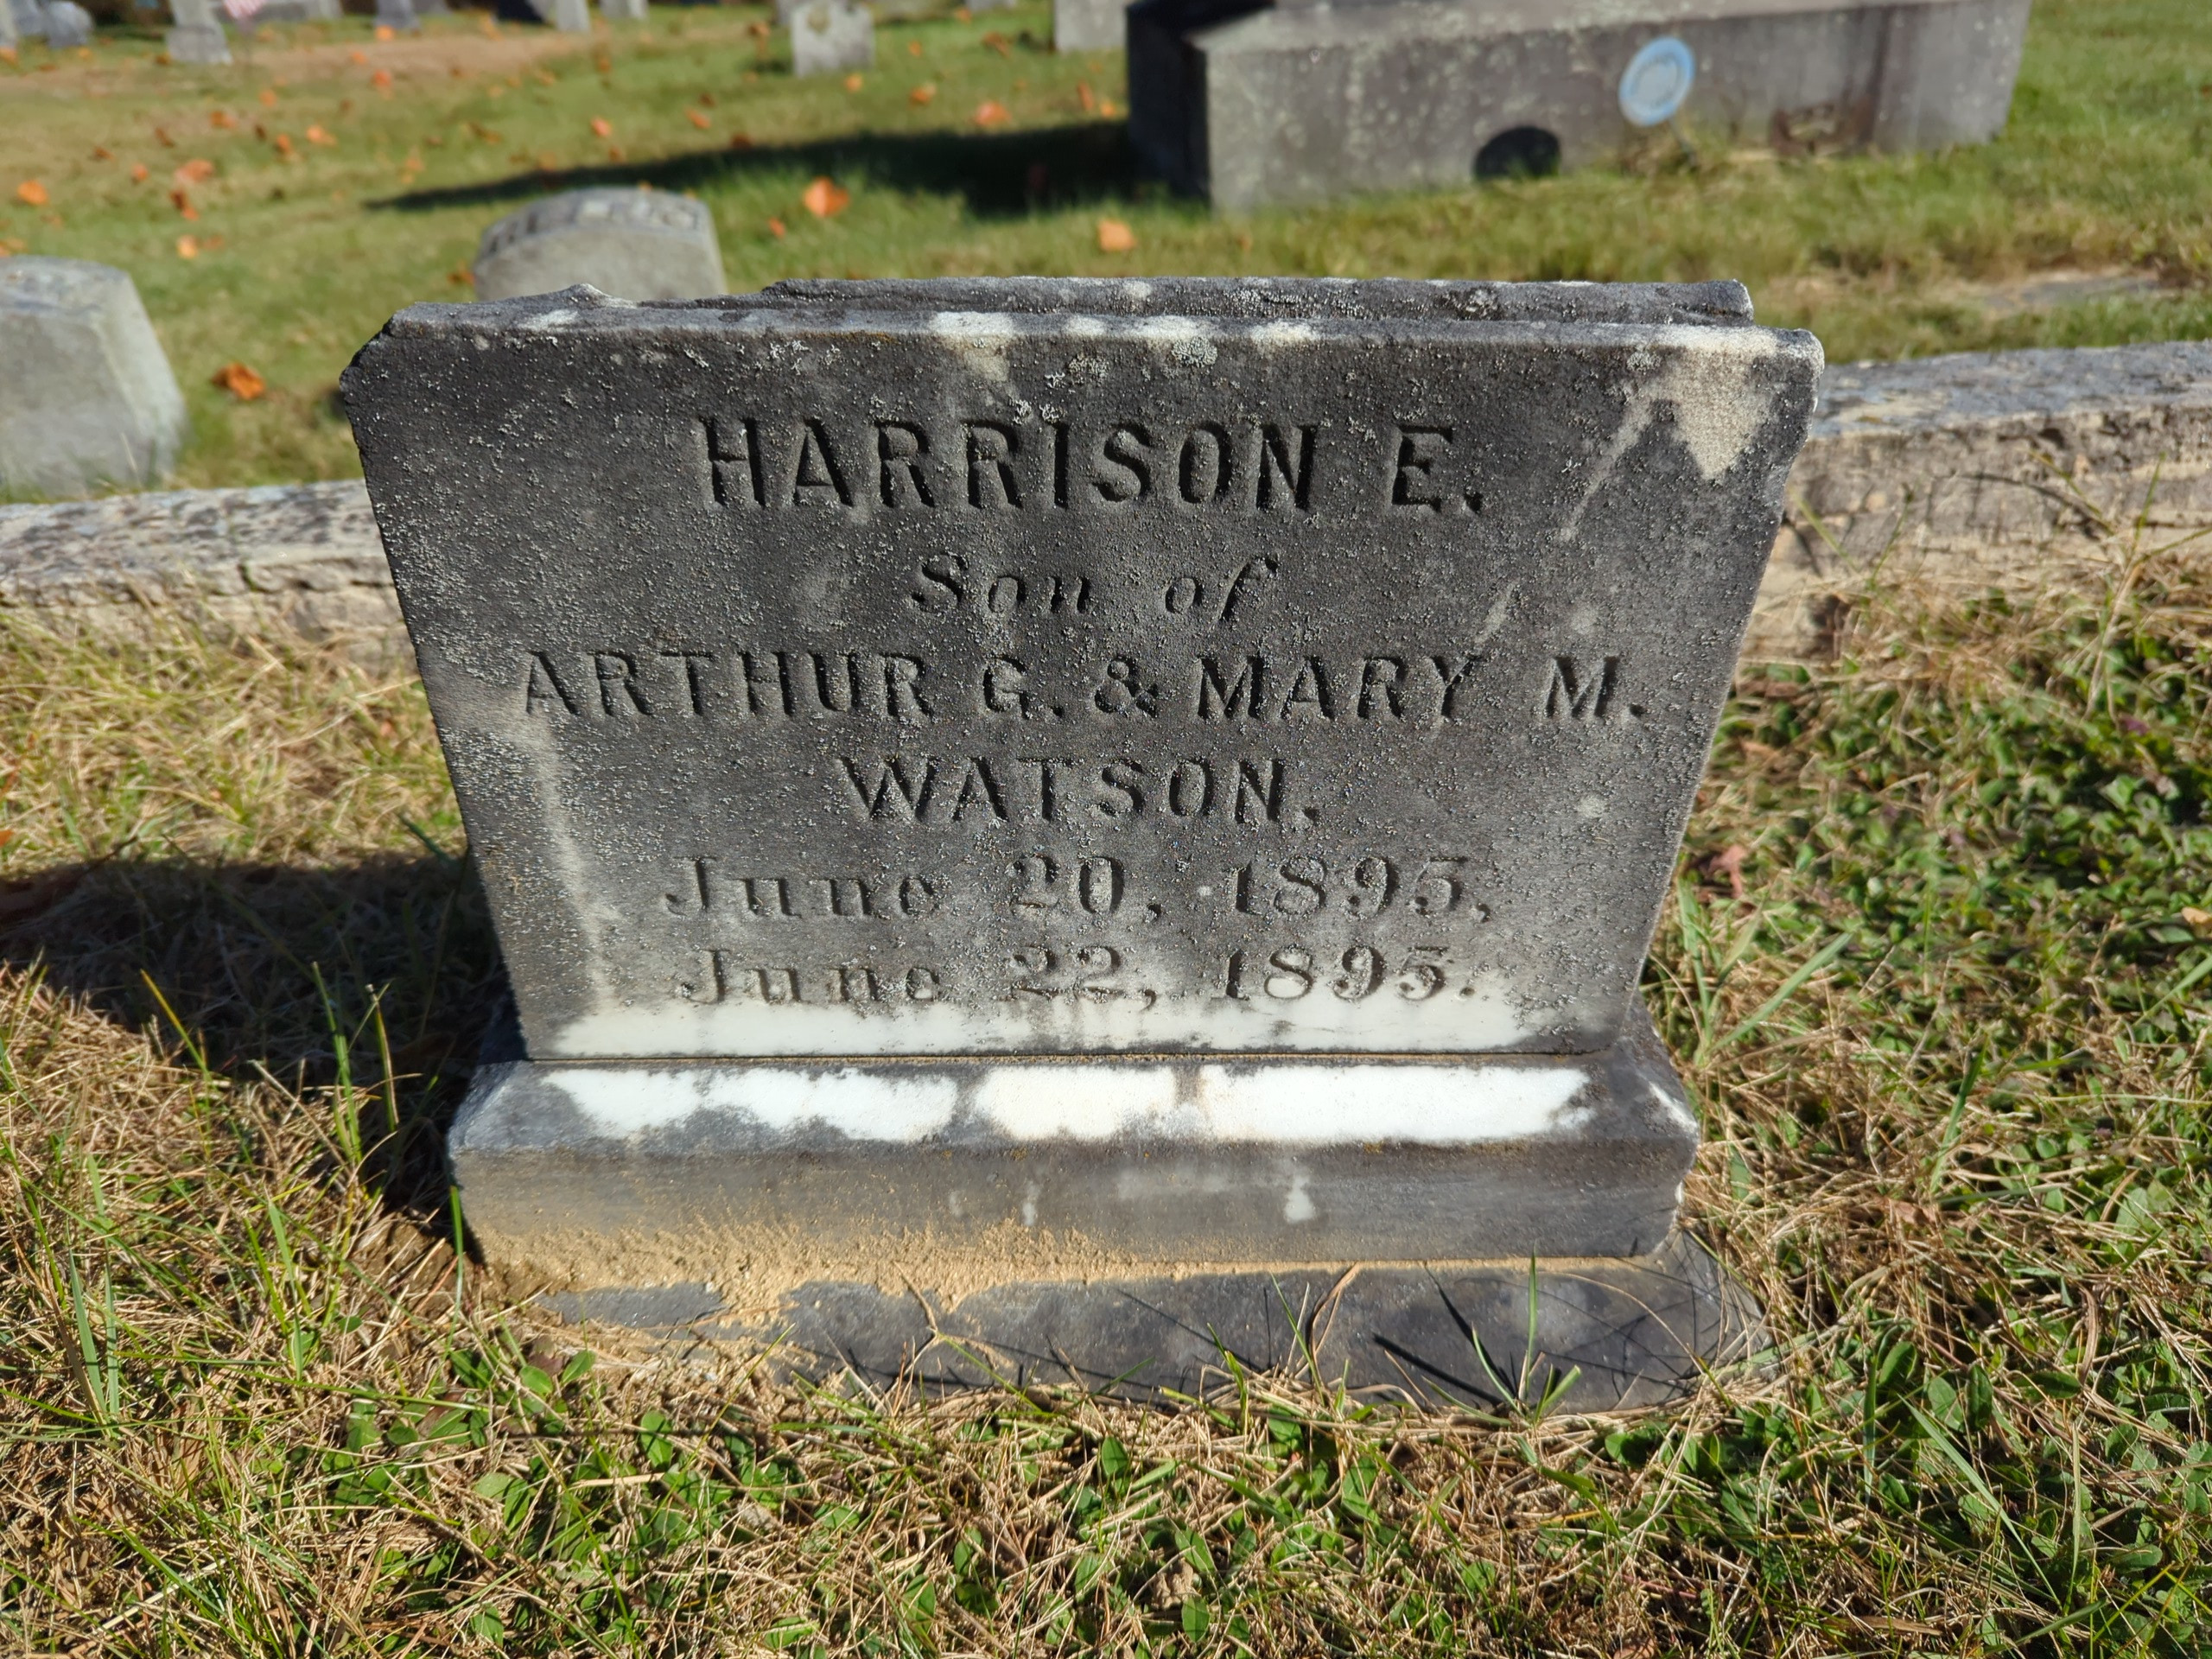 HARRISON E.
Son of
ARTHUR G. & MARY M.
WATSON.
June 20, 1895,
June 22, 1895.